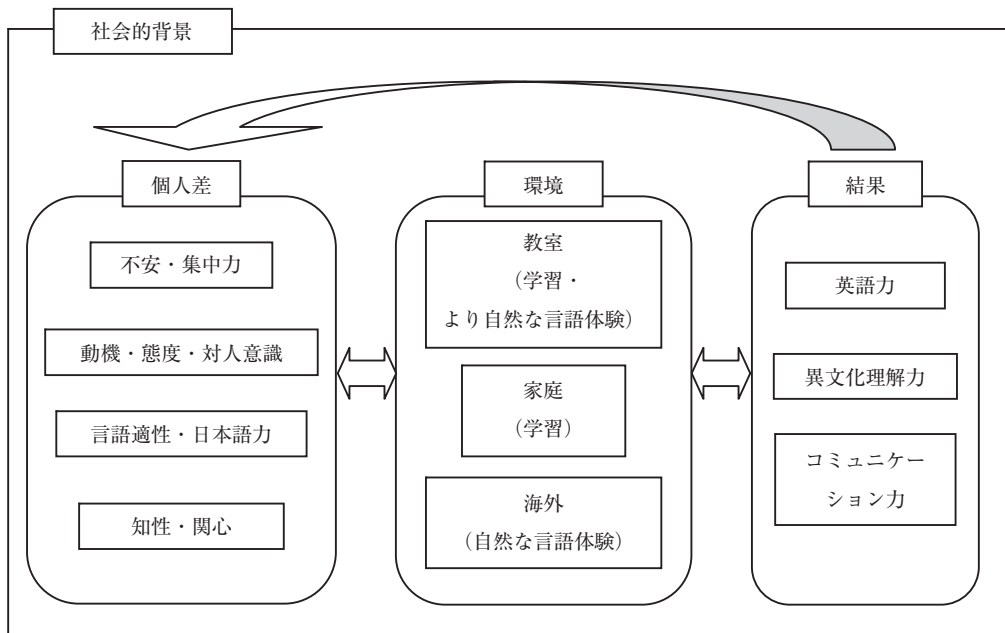 社会的背景
個人差
不安・集中力
動機・態度・対人意識
言語適性・日本語力
知性・関心
環境
教室
（学習・
より自然な言語体験）
家庭
（学習）
海外
（自然な言語体験）
結果
英語力
異文化理解力
コミュニケー
ション力